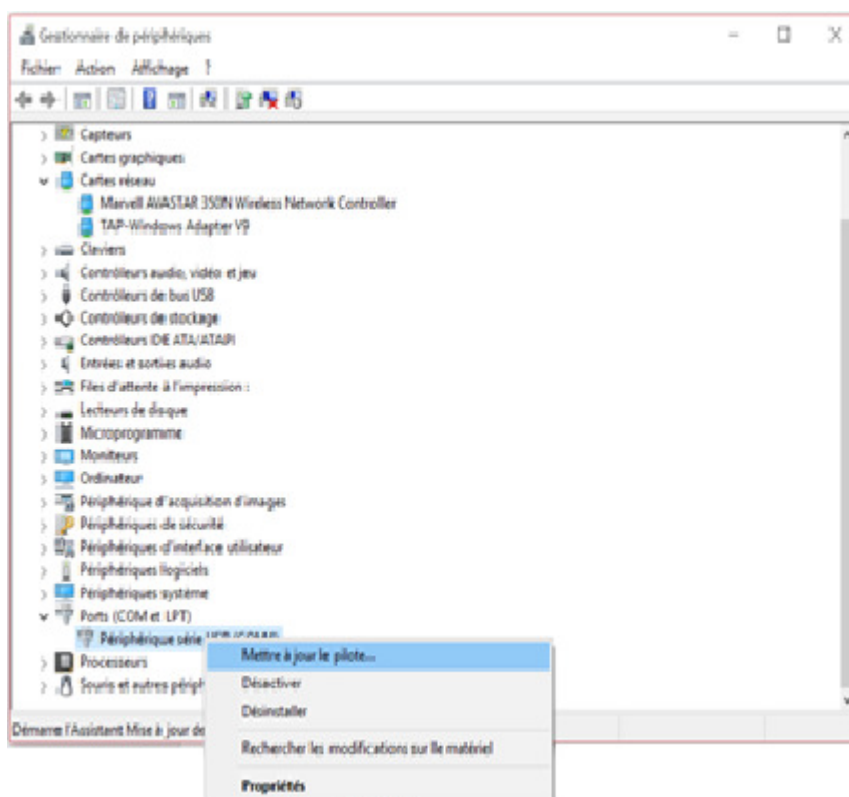 Gestionnaire de périphériques
Fichier Action Affichage ?
Capteurs
Cartes graphiques
Cartes réseau
Marvell AVASTAR 350N Wireless Network Controller
TAP-Windows Adapter V9
Claviers
Contrôleurs audio, vidéo et jeu
Contrôleurs de bus USB
Contrôleurs de stockage
Contrôleurs IDE ATA/ATAPI
Entrées et sorties audio
Files d'attente à l'impression :
Lecteurs de disque
Microprogramme
Moniteurs
Ordinateur
Périphérique d'acquisition d'images
Périphériques de sécurité
Périphériques d'interface utilisateur
Périphériques logiciels
Périphériques système
Ports (COM et LPT)
Périphérique série
Mettre à jour le pilote...
Processeurs
Souris et autres périph
Désactiver
Désinstaller
Démarre l'Assistant Mise à jour de
Rechercher les modifications sur le matériel
Propriétés